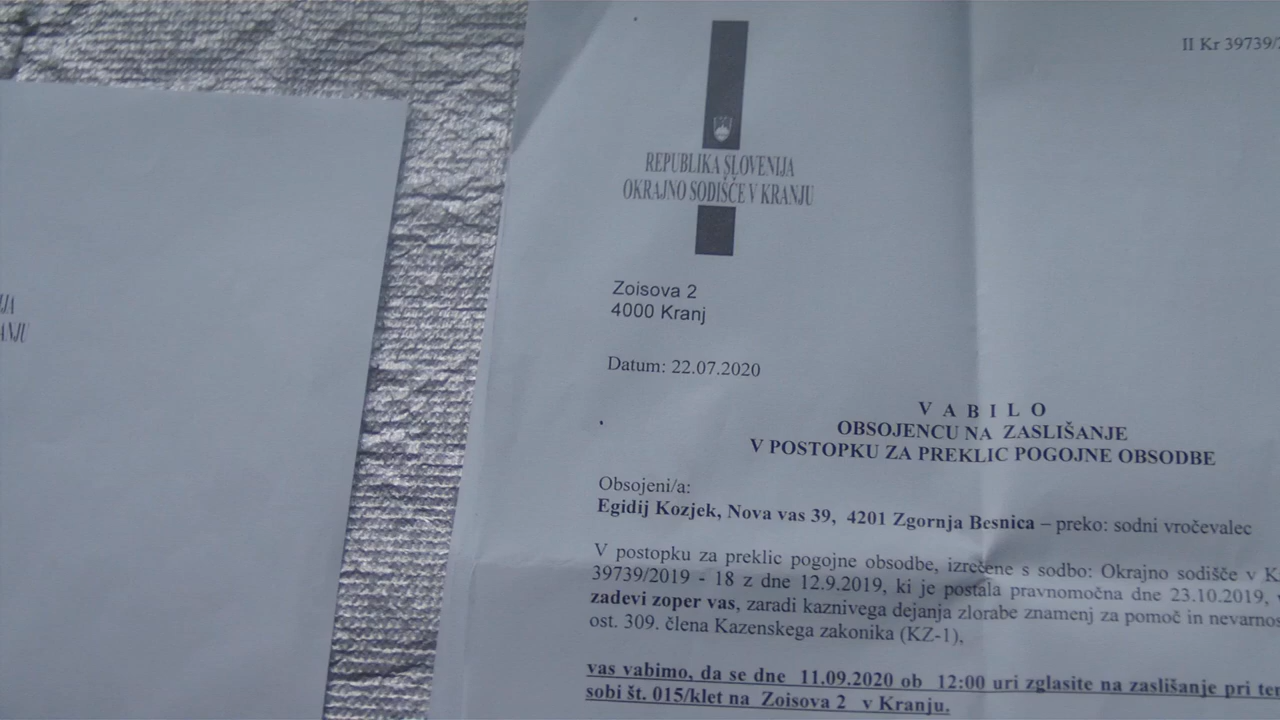 II Kr 39739/
REPUBLIKA SLOVENIJA
OKRAJNO SODIŠČE V KRANJU
IJA
ANJU
Zoisova 2
4000 Kranj
Datum: 22.07.2020
V A B I L O
OBSOJENCU NA ZASLIŠANJE
V POSTOPKU ZA PREKLIC POGOJNE OBSODBE
Obsojeni/a:
Egidij Kozjek, Nova vas 39, 4201 Zgornja Besnica – preko: sodni vročevalec
V postopku za preklic pogojne obsodbe, izrečene s sodbo: Okrajno sodišče v K
39739/2019 - 18 z dne 12.9.2019, ki je postala pravnomočna dne 23.10.2019,
zadevi zoper vas, zaradi kaznivega dejanja zlorabe znamenj za pomoč in nevarnos
ost. 309. člena Kazenskega zakonika (KZ-1),
vas vabimo, da se dne 11.09.2020 ob 12:00 uri zglasite na zaslišanje pri te
sobi št. 015/klet na Zoisova 2 v Kranju.